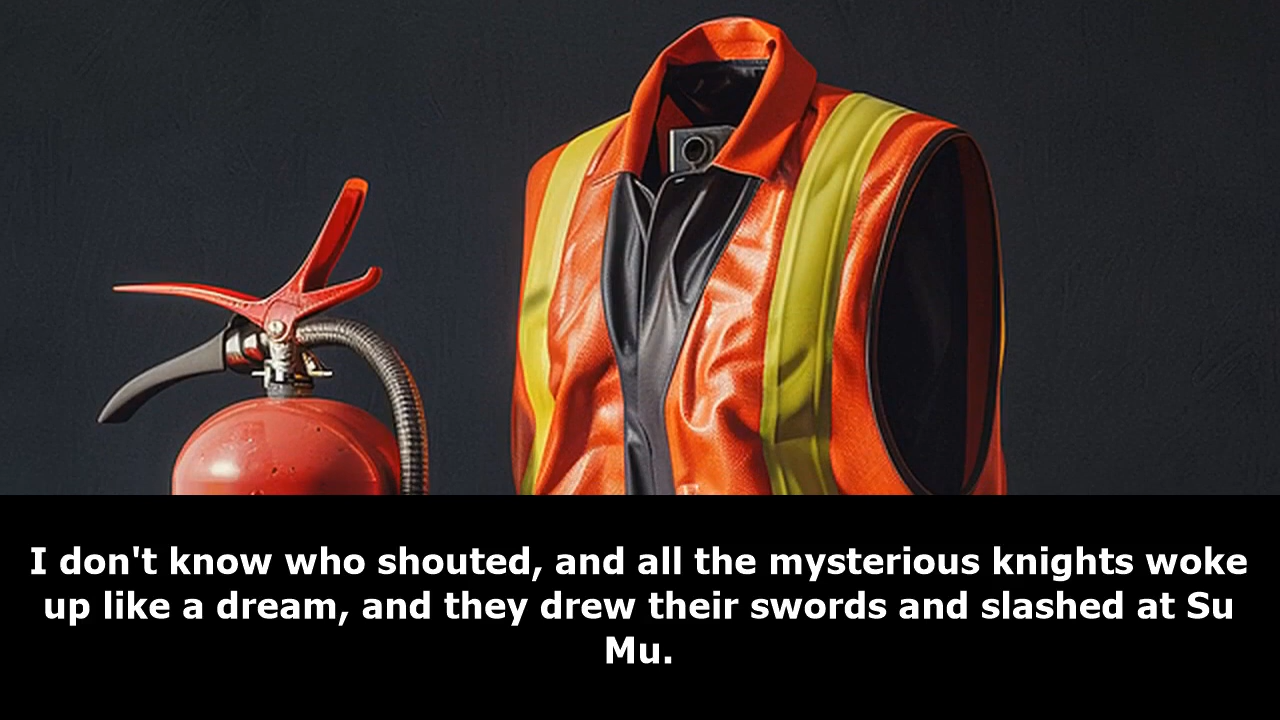 I don't know who shouted, and all the mysterious knights woke
up like a dream, and they drew their swords and slashed at Su
Mu.